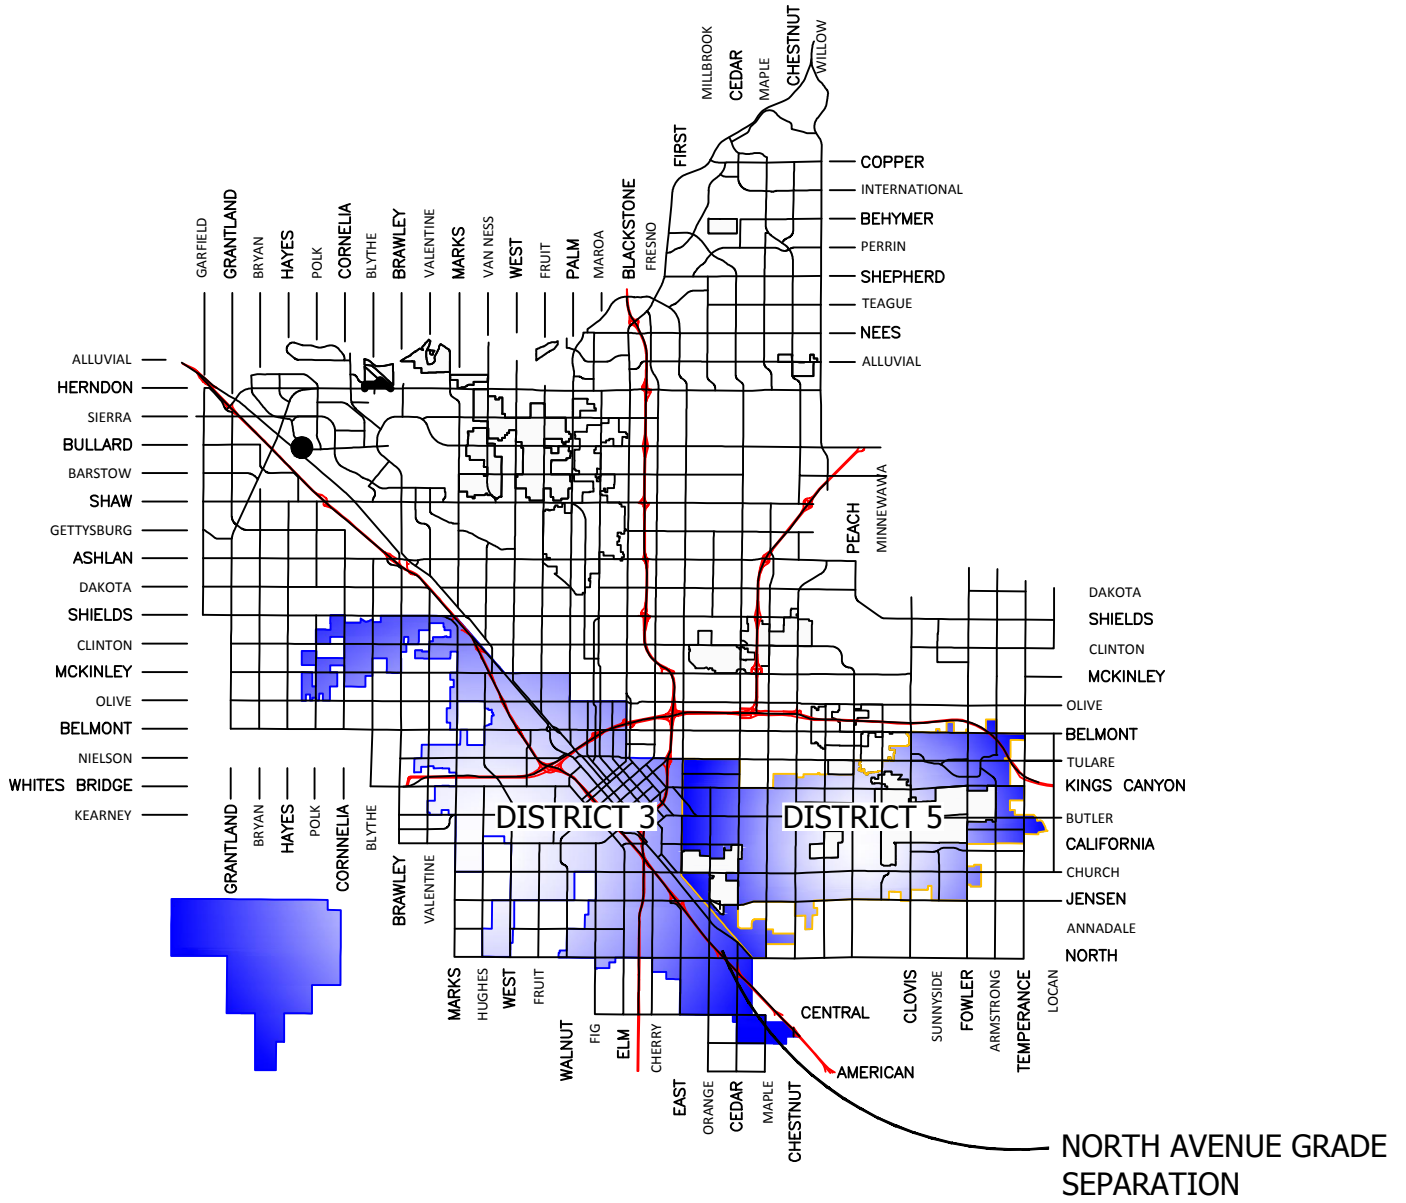 MILLBROOK
CEDAR
MAPLE
CHESTNUT
WILLOW
FIRST
COPPER
INTERNATIONAL
BEHYMER
PERRIN
SHEPHERD
TEAGUE
NEES
ALLUVIAL
GARFIELD
GRANTLAND
BRYAN
HAYES
POLK
CORNELIA
BLYTHE
BRAWLEY
VALENTINE
MARKS
VAN NESS
WEST
FRUIT
PALM
MAROA
BLACKSTONE
FRESNO
ALLUVIAL
HERNDON
SIERRA
BULLARD
BARSTOW
SHAW
GETTYSBURG
ASHLAN
DAKOTA
SHIELDS
CLINTON
MCKINLEY
OLIVE
BELMONT
NIELSON
WHITES BRIDGE
KEARNEY
PEACH
MINNEWAWA
DAKOTA
SHIELDS
CLINTON
MCKINLEY
OLIVE
BELMONT
TULARE
KINGS CANYON
BUTLER
CALIFORNIA
CHURCH
JENSEN
ANNADALE
NORTH
DISTRICT 3
DISTRICT 5
GRANTLAND
BRYAN
HAYES
POLK
CORNNELIA
BLYTHE
BRAWLEY
VALENTINE
MARKS
HUGHES
WEST
FRUIT
WALNUT
FIG
ELM
CHERRY
EAST
ORANGE
CEDAR
MAPLE
CHESTNUT
CENTRAL
AMERICAN
CLOVIS
SUNNYSIDE
FOWLER
ARMSTRONG
TEMPERANCE
LOCAN
NORTH AVENUE GRADE
SEPARATION